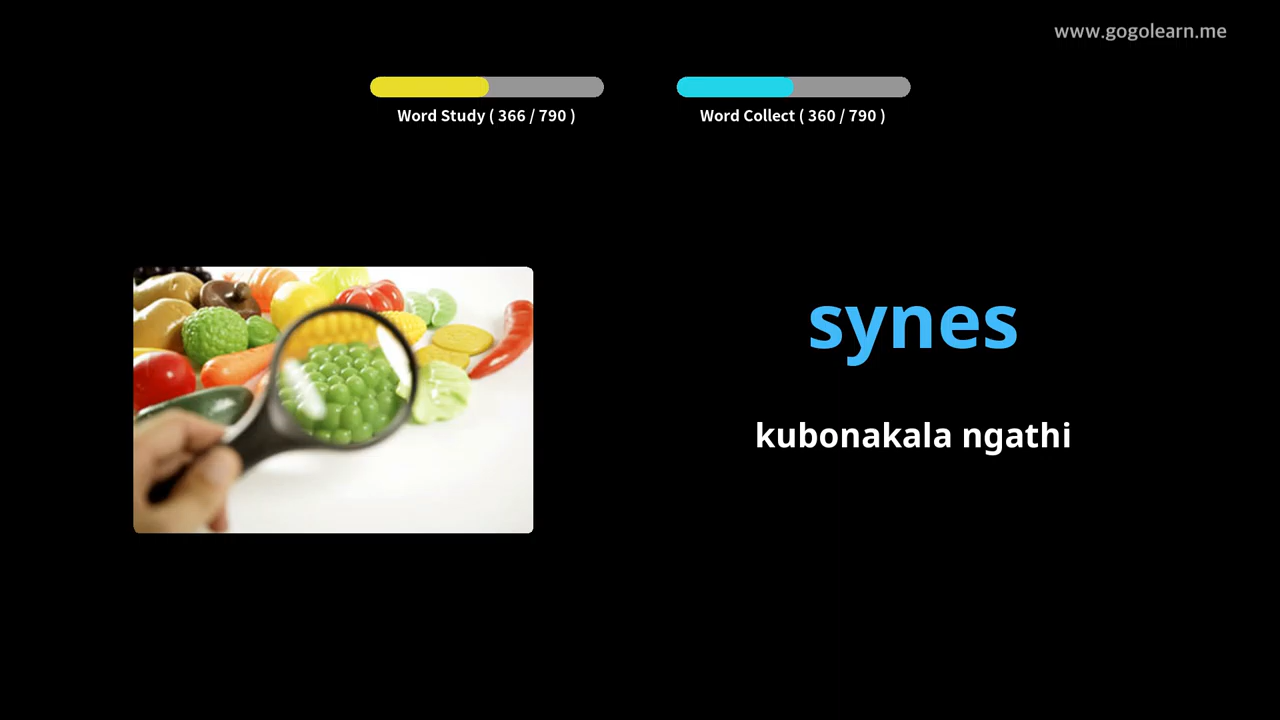 www.gogolearn.me
Word Study ( 366 / 790 )
Word Collect ( 360 / 790 )
synes
kubonakala ngathi